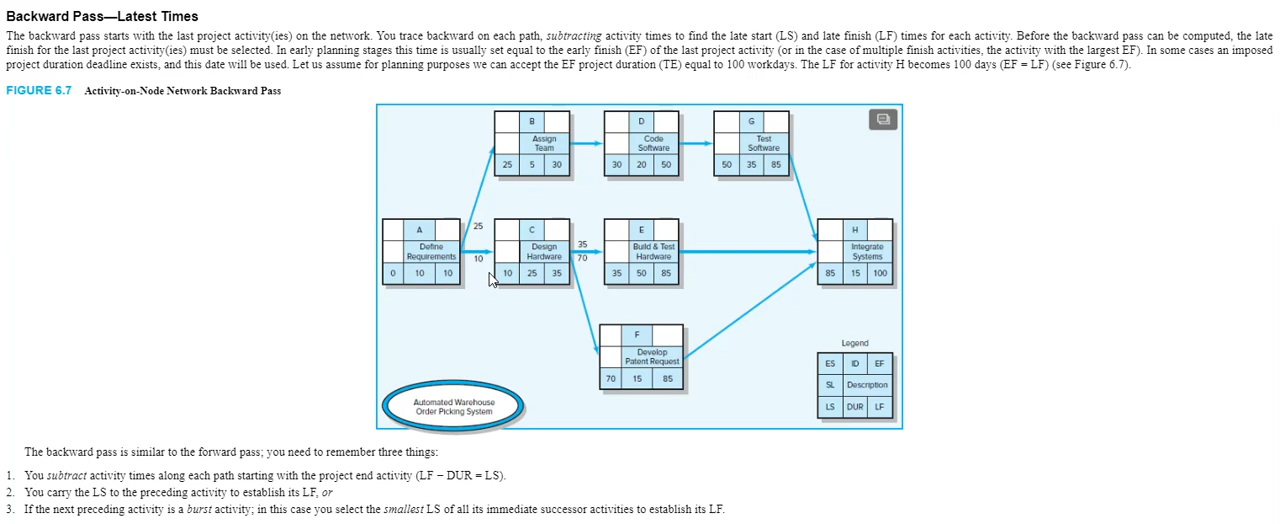 Backward Pass—Latest Times
The backward pass starts with the last project activity(ies) on the network. You trace backward on each path, subtracting activity times to find the late start (LS) and late finish (LF) times for each activity. Before the backward pass can be computed, the late
finish for the last project activity(ies) must be selected. In early planning stages this time is usually set equal to the early finish (EF) of the last project activity (or in the case of multiple finish activities, the activity with the largest EF). In some cases an imposed
project duration deadline exists, and this date will be used. Let us assume for planning purposes we can accept the EF project duration (TE) equal to 100 workdays. The LF for activity H becomes 100 days (EF = LF) (see Figure 6.7).
FIGURE 6.7 Activity-on-Node Network Backward Pass
B
Assign
Team
25 5 30
D
Code
Software
30 20 50
G
Test
Software
50 35 85
A
Define
Requirements
0 10 10
25
10
C
Design
Hardware
10 25 35
35
70
E
Build & Test
Hardware
35 50 85
H
Integrate
Systems
85 15 100
F
Develop
Patent Request
70 15 85
Legend
ES ID EF
SL Description
LS DUR LF
Automated Warehouse
Order Picking System
The backward pass is similar to the forward pass; you need to remember three things:
1. You subtract activity times along each path starting with the project end activity (LF − DUR = LS).
2. You carry the LS to the preceding activity to establish its LF, or
3. If the next preceding activity is a burst activity; in this case you select the smallest LS of all its immediate successor activities to establish its LF.